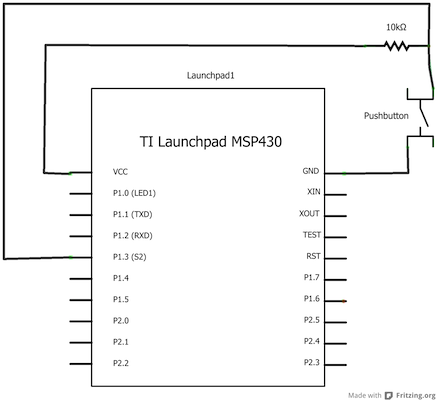 10kΩ
Launchpad1
Pushbutton
TI Launchpad MSP430
VCC GND
P1.0 (LED1) XIN
P1.1 (TXD) XOUT
P1.2 (RXD) TEST
P1.3 (S2) RST
P1.4 P1.7
P1.5 P1.6
P2.0 P2.5
P2.1 P2.4
P2.2 P2.3
Made with Fritzing.org